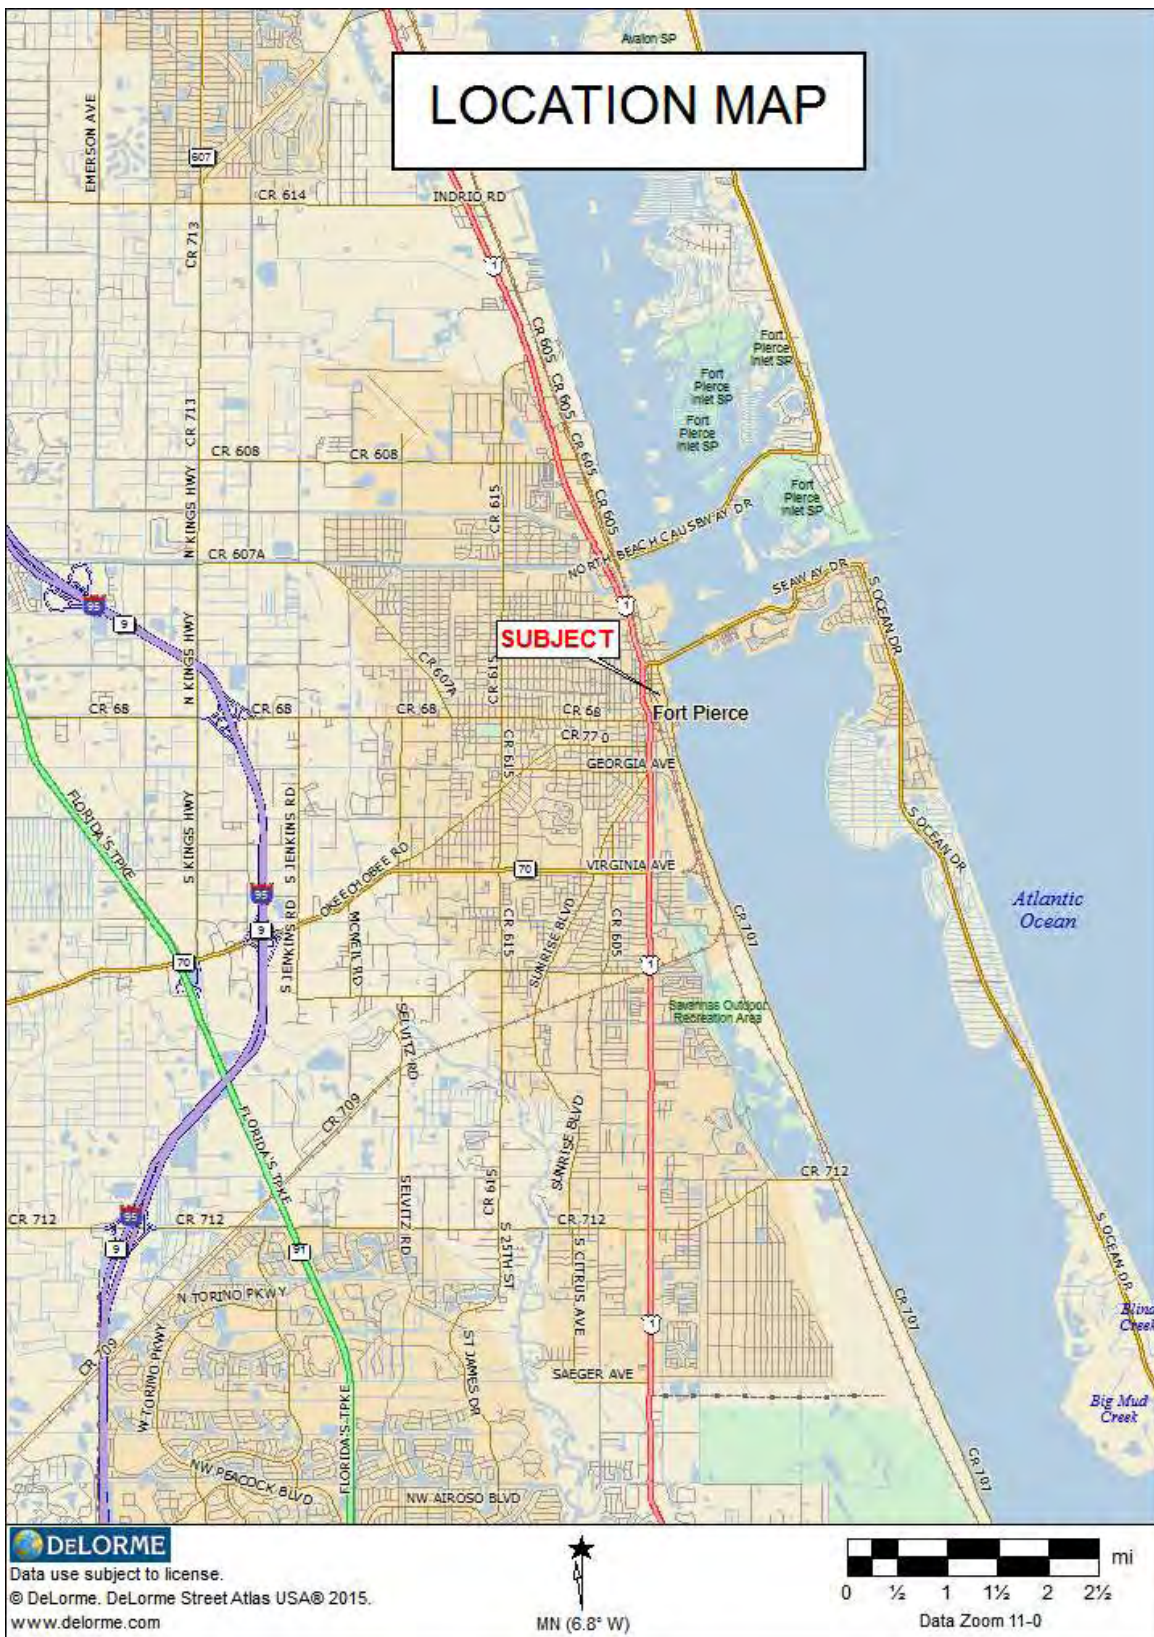 Avalon SP
LOCATION MAP
EMERSON AVE
607
CR 614
INDRIO RD
CR 713
1
CR 605
Fort
Pierce
Inlet SP
CR 605
Fort
Pierce
Inlet SP
CR 713
Fort
Pierce
Inlet SP
CR 608
CR 608
CR 605
Fort
Pierce
Inlet SP
N KINGS HWY
CR 615
CR 605
NORTH BEACH CAUSEWAY DR
CR 607A
SEAWAY DR
95
9
1
S OCEAN DR
N KINGS HWY
SUBJECT
CR 607A
CR 615
CR 68
CR 68
CR 68
CR 68
Fort Pierce
CR 770
CR 615
GEORGIA AVE
FLORIDA'S TPKE
S KINGS HWY
S JENKINS RD
S OCEAN DR
OKEECHOBEE RD
70
VIRGINIA AVE
95
Atlantic
Ocean
9
S JENKINS RD
MCNEIL RD
CR 615
SUNRISE BLVD
CR 605
CR 707
70
1
Savannas Outdoor
Recreation Area
SELVITZ RD
CR 709
FLORIDA'S TPKE
SUNRISE BLVD
CR 712
SELVITZ RD
CR 615
95
CR 712
CR 712
CR 712
9
91
S 25TH ST
S CITRUS AVE
S OCEAN DR
N TORINO PKWY
CR 707
Blind
Creek
1
CR 709
W TORINO PKWY
ST JAMES DR
SAEGER AVE
FLORIDA'S TPKE
Big Mud
Creek
NW PEACOCK BLVD
NW AIROSO BLVD
CR 707
DELORME
Data use subject to license.
© DeLorme. DeLorme Street Atlas USA® 2015.
www.delorme.com
MN (6.8° W)
mi
0 ½ 1 1½ 2 2½
Data Zoom 11-0